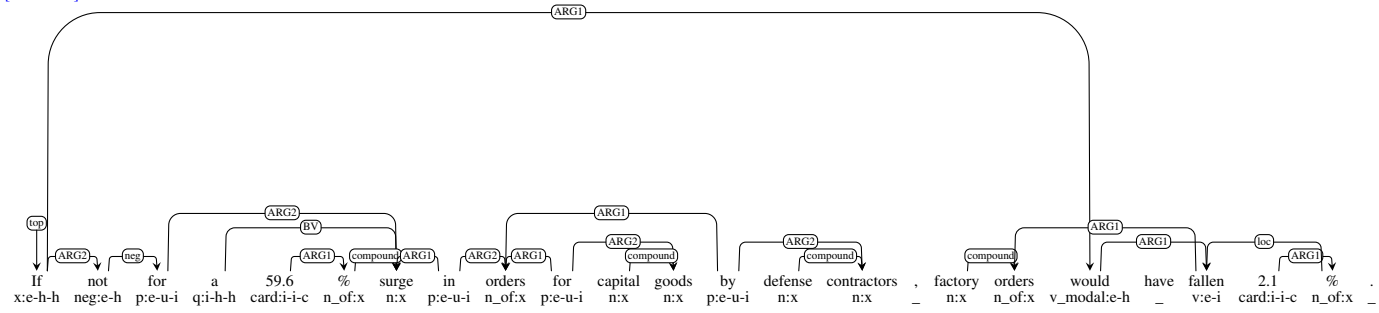 ARG1
ARG2 ARG1
top BV ARG1
ARG2 ARG2 ARG1 loc
ARG2 neg ARG1 compound ARG1 ARG2 ARG1 compound compound compound ARG1
If not for a 59.6 % surge in orders for capital goods by defense contractors , factory orders would have fallen 2.1 % .
x:e-h-h neg:e-h p:e-u-i q:i-h-h card:i-i-c n_of:x n:x p:e-u-i n_of:x p:e-u-i n:x n:x p:e-u-i n:x n:x _ n:x n_of:x v_modal:e-h _ v:e-i card:i-i-c n_of:x _